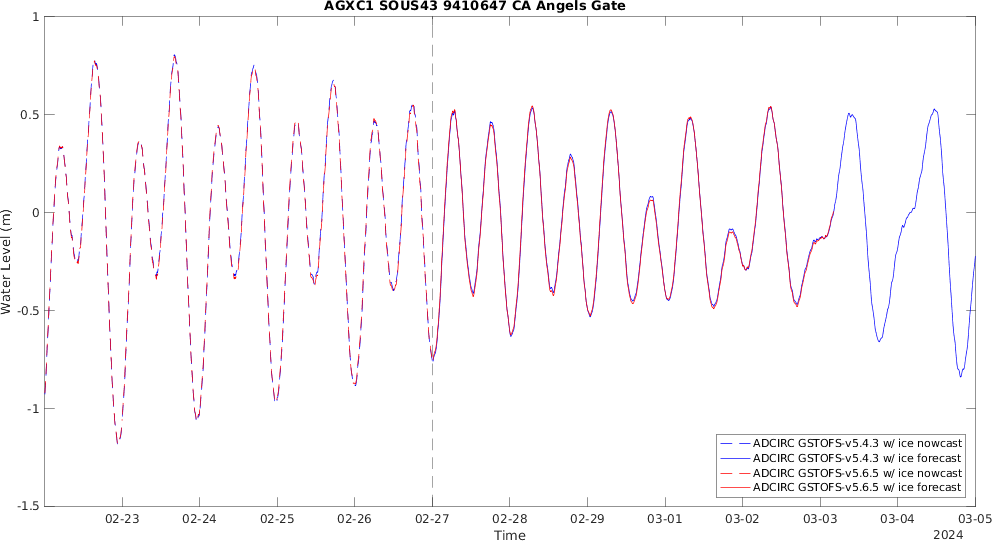 AGXC1 SOUS43 9410647 CA Angels Gate
Water Level (m)
1
0.5
0
-0.5
-1
-1.5
ADCIRC GSTOFS-v5.4.3 w/ ice nowcast
ADCIRC GSTOFS-v5.4.3 w/ ice forecast
ADCIRC GSTOFS-v5.6.5 w/ ice nowcast
ADCIRC GSTOFS-v5.6.5 w/ ice forecast
02-23 02-24 02-25 02-26 02-27 02-28 02-29 03-01 03-02 03-03 03-04 03-05
Time
2024